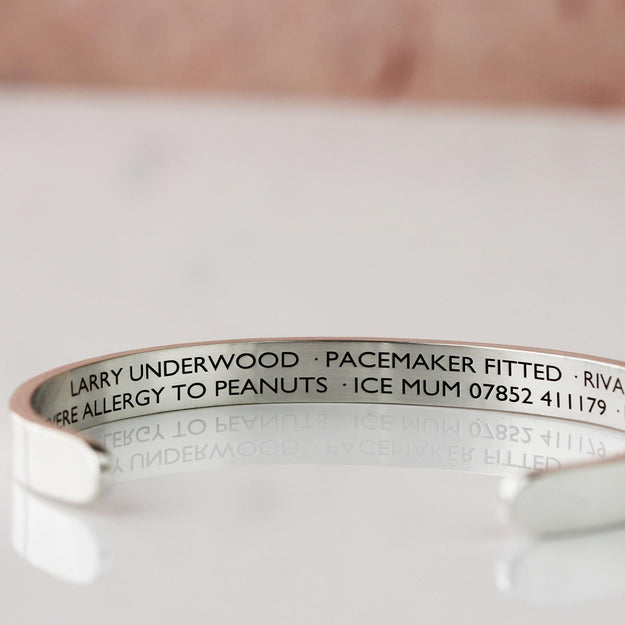 LARRY UNDERWOOD · PACEMAKER FITTED ·
ALLERGY TO PEANUTS · ICE MUM 07852 411179 ·